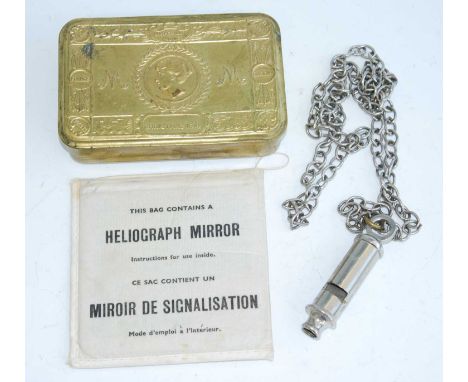 M M
THIS BAG CONTAINS A
HELIOGRAPH MIRROR
Instructions for use inside.
CE SAC CONTIENT UN
MIROIR DE SIGNALISATION
Mode d'emploi à l'Intérieur.